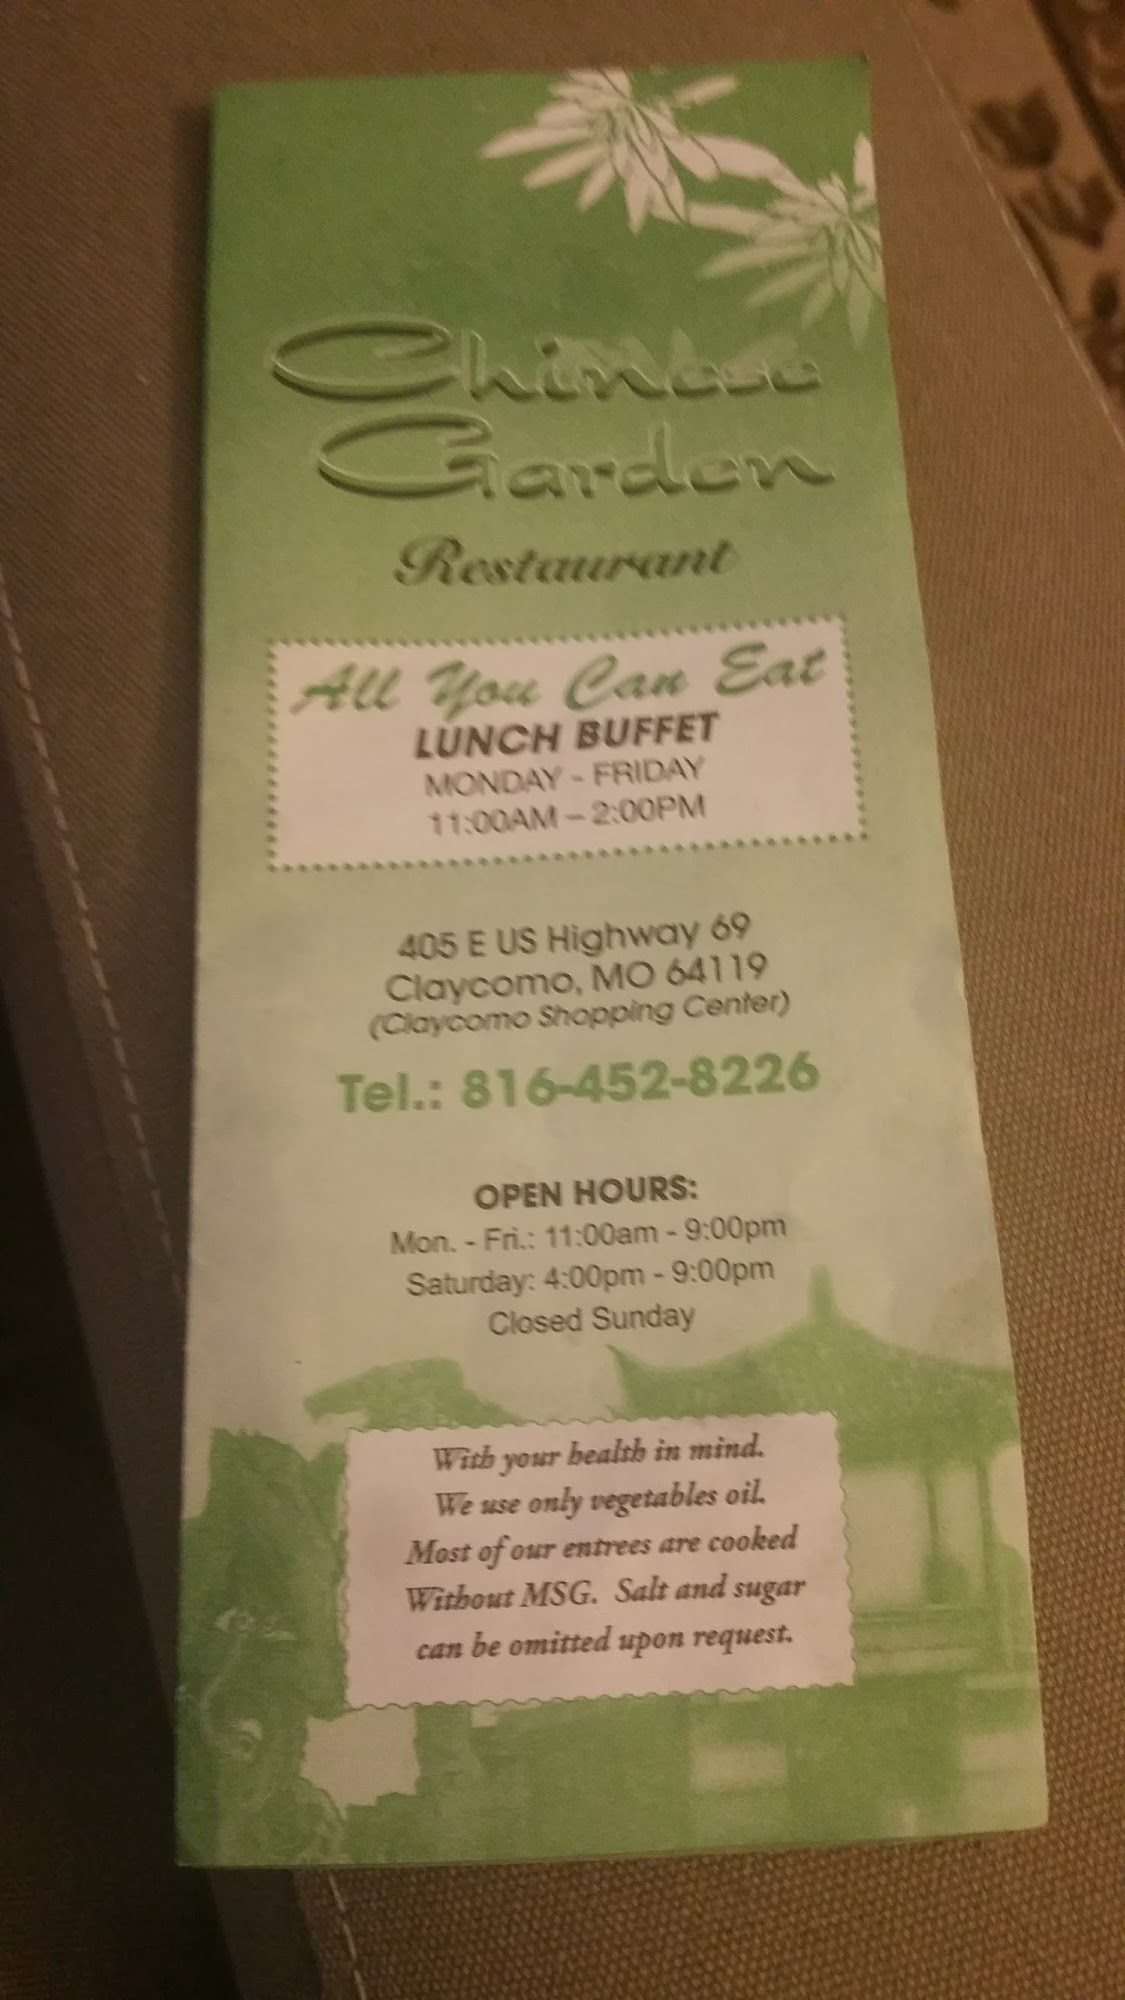 Chinese
Garden
Restaurant
All You Can Eat
LUNCH BUFFET
MONDAY - FRIDAY
11:00AM – 2:00PM
405 E US Highway 69
Claycomo, MO 64119
(Claycomo Shopping Center)
Tel.: 816-452-8226
OPEN HOURS:
Mon. - Fri.: 11:00am - 9:00pm
Saturday: 4:00pm - 9:00pm
Closed Sunday
With your health in mind.
We use only vegetables oil.
Most of our entrees are cooked
Without MSG. Salt and sugar
can be omitted upon request.